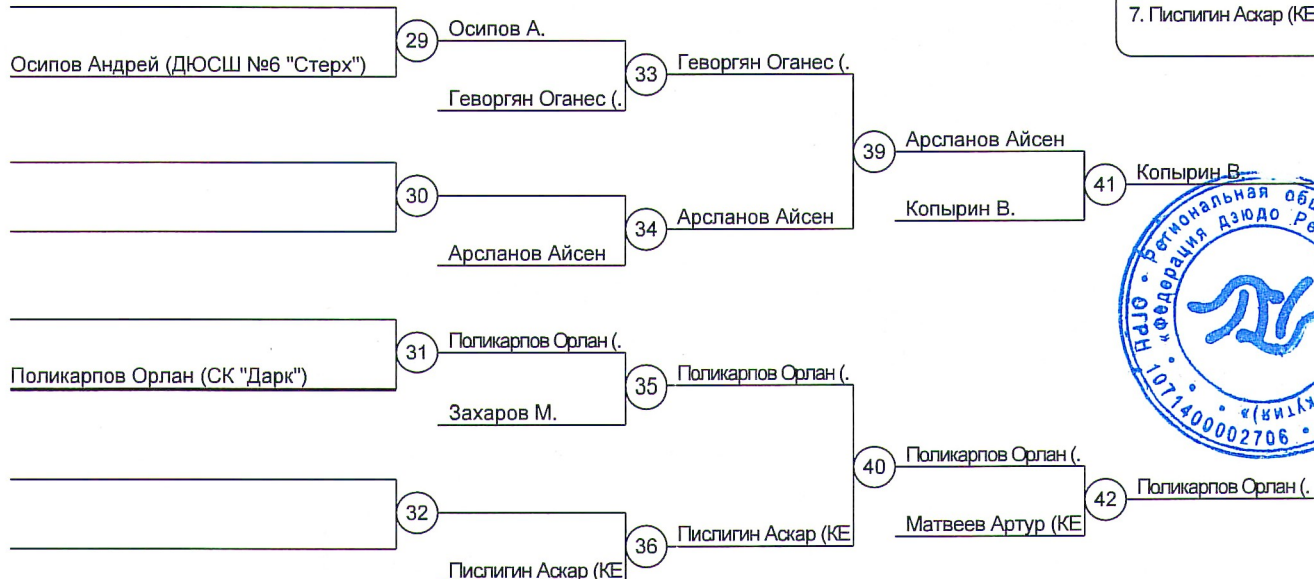 7. Пислигин Аскар (КЕ
29
Осипов А.
Осипов Андрей (ДЮСШ №6 "Стерх")
33
Геворгян Оганес (.
Геворгян Оганес (.
39
Арсланов Айсен
30
41
Копырин В.
34
Арсланов Айсен
Копырин В.
Арсланов Айсен
31
Поликарпов Орлан (.
Поликарпов Орлан (СК "Дарк")
35
Поликарпов Орлан (.
Захаров М.
40
Поликарпов Орлан (.
32
42
Поликарпов Орлан (.
36
Пислигин Аскар (КЕ
Матвеев Артур (КЕ
Пислигин Аскар (КЕ
Региональная общ
"Федерация дзюдо Ре
кутия)"
1071400002706